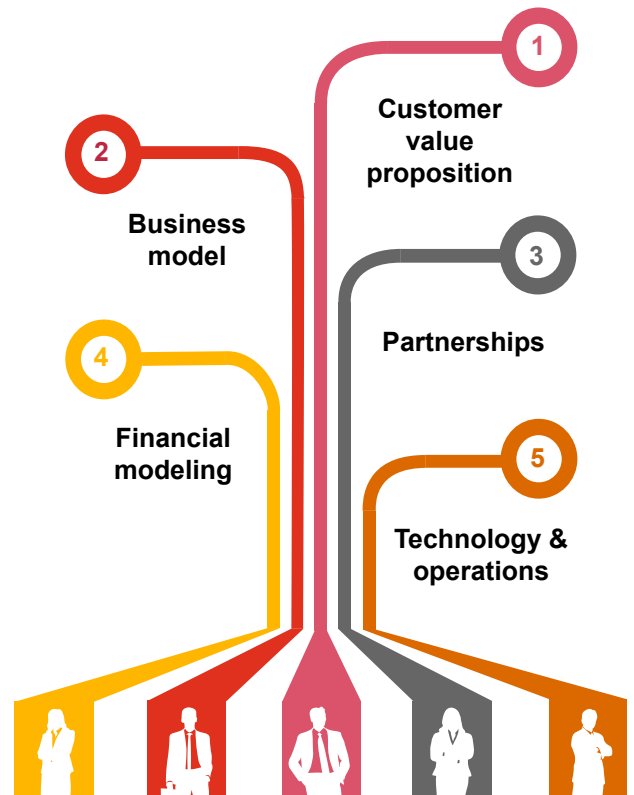 1
Customer
value
proposition
2
Business
model
3
Partnerships
4
Financial
modeling
5
Technology &
operations